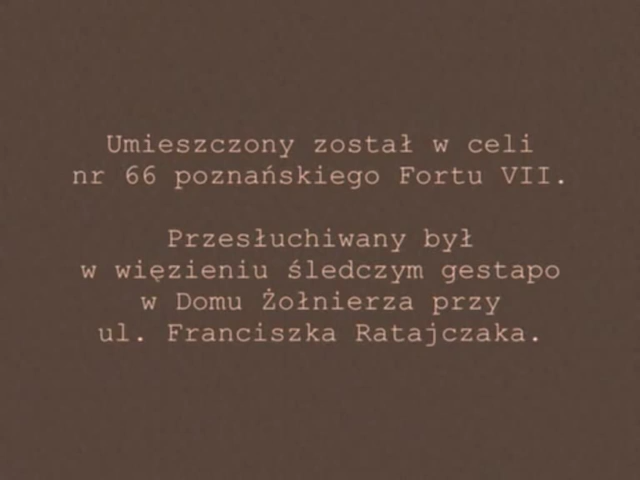 Umieszczony został w celi
nr 66 poznańskiego Fortu VII.
Przesłuchiwany był
w więzieniu śledczym gestapo
w Domu Żołnierza przy
ul. Franciszka Ratajczaka.